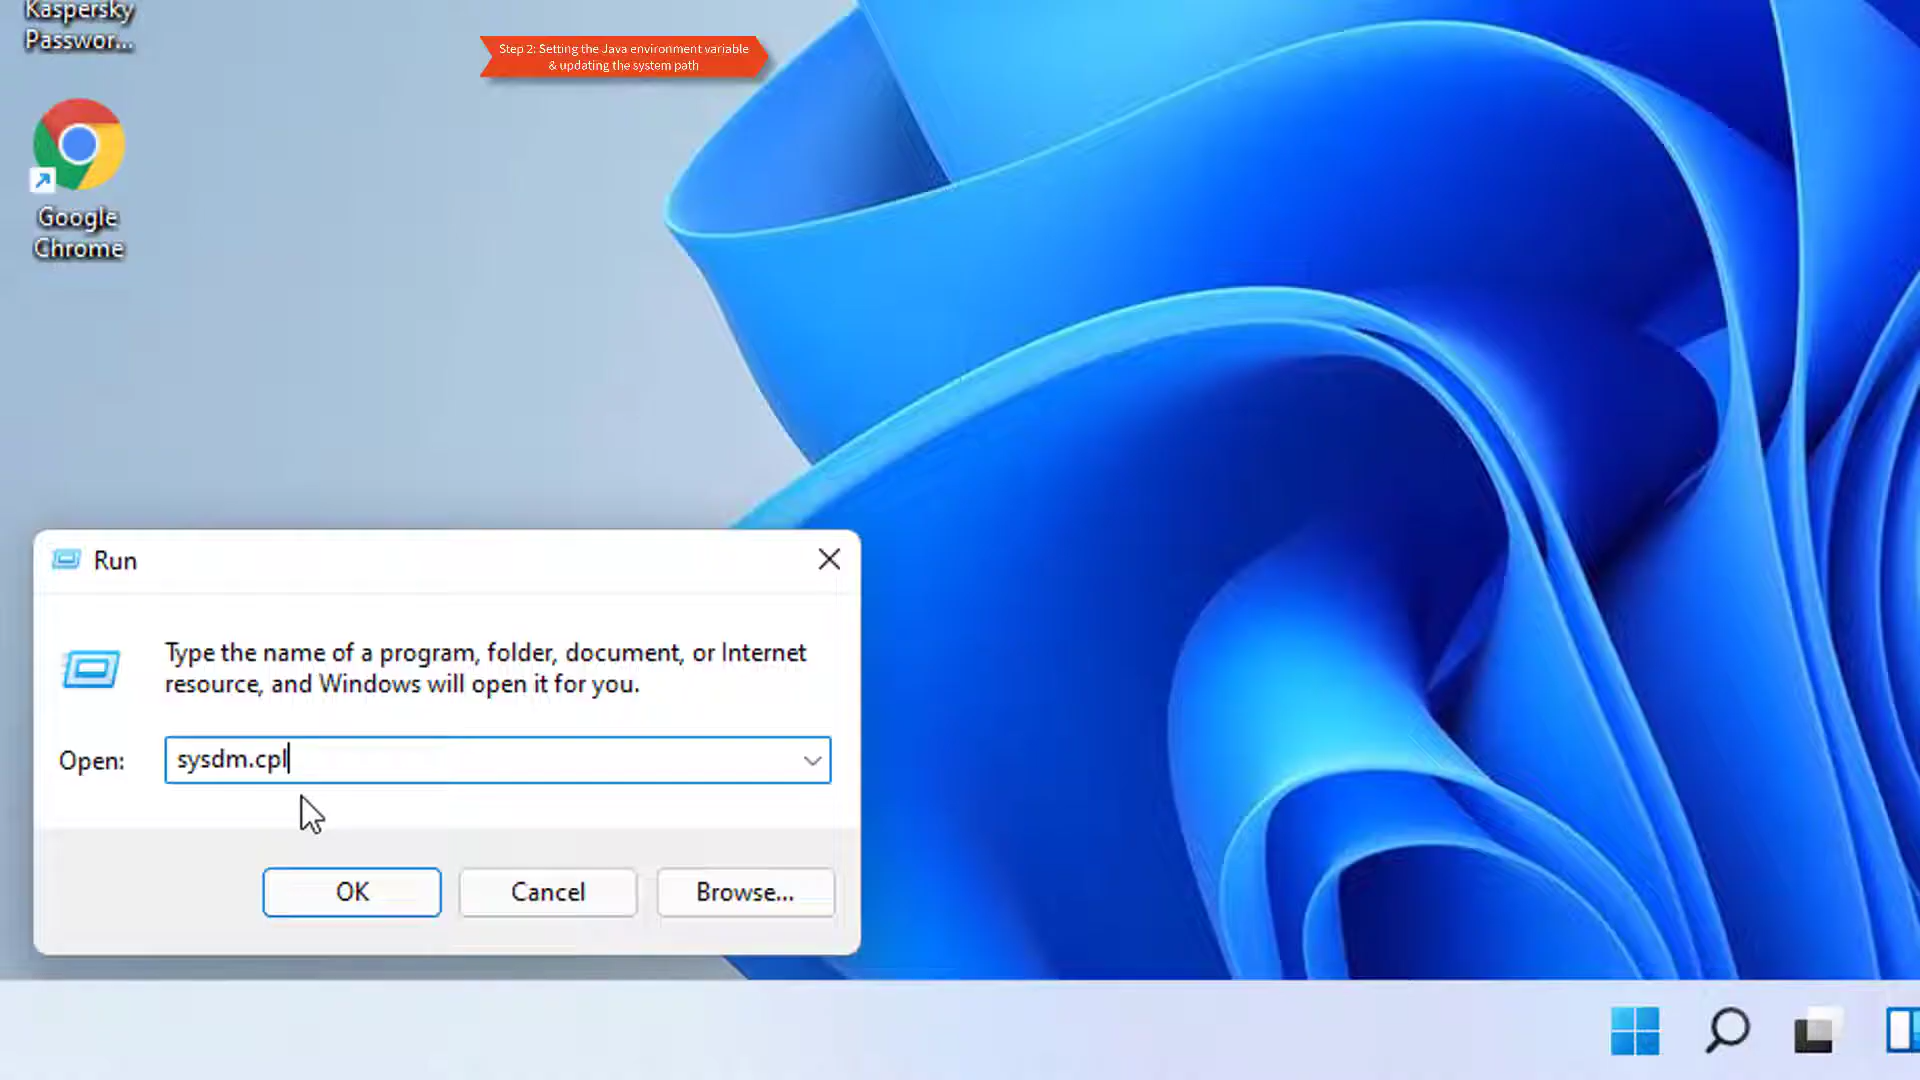 Kaspersky
Passwor...
Step 2: Setting the Java environment variable
& updating the system path
Google
Chrome
Run
Type the name of a program, folder, document, or Internet
resource, and Windows will open it for you.
Open:
sysdm.cpl
OK
Cancel
Browse...